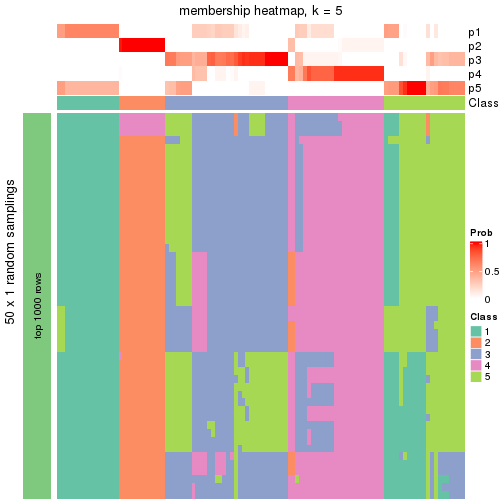 membership heatmap, k = 5
p1
p2
p3
p4
p5
Class
50 x 1 random samplings
top 1000 rows
Prob
1
0.5
0
Class
1
2
3
4
5